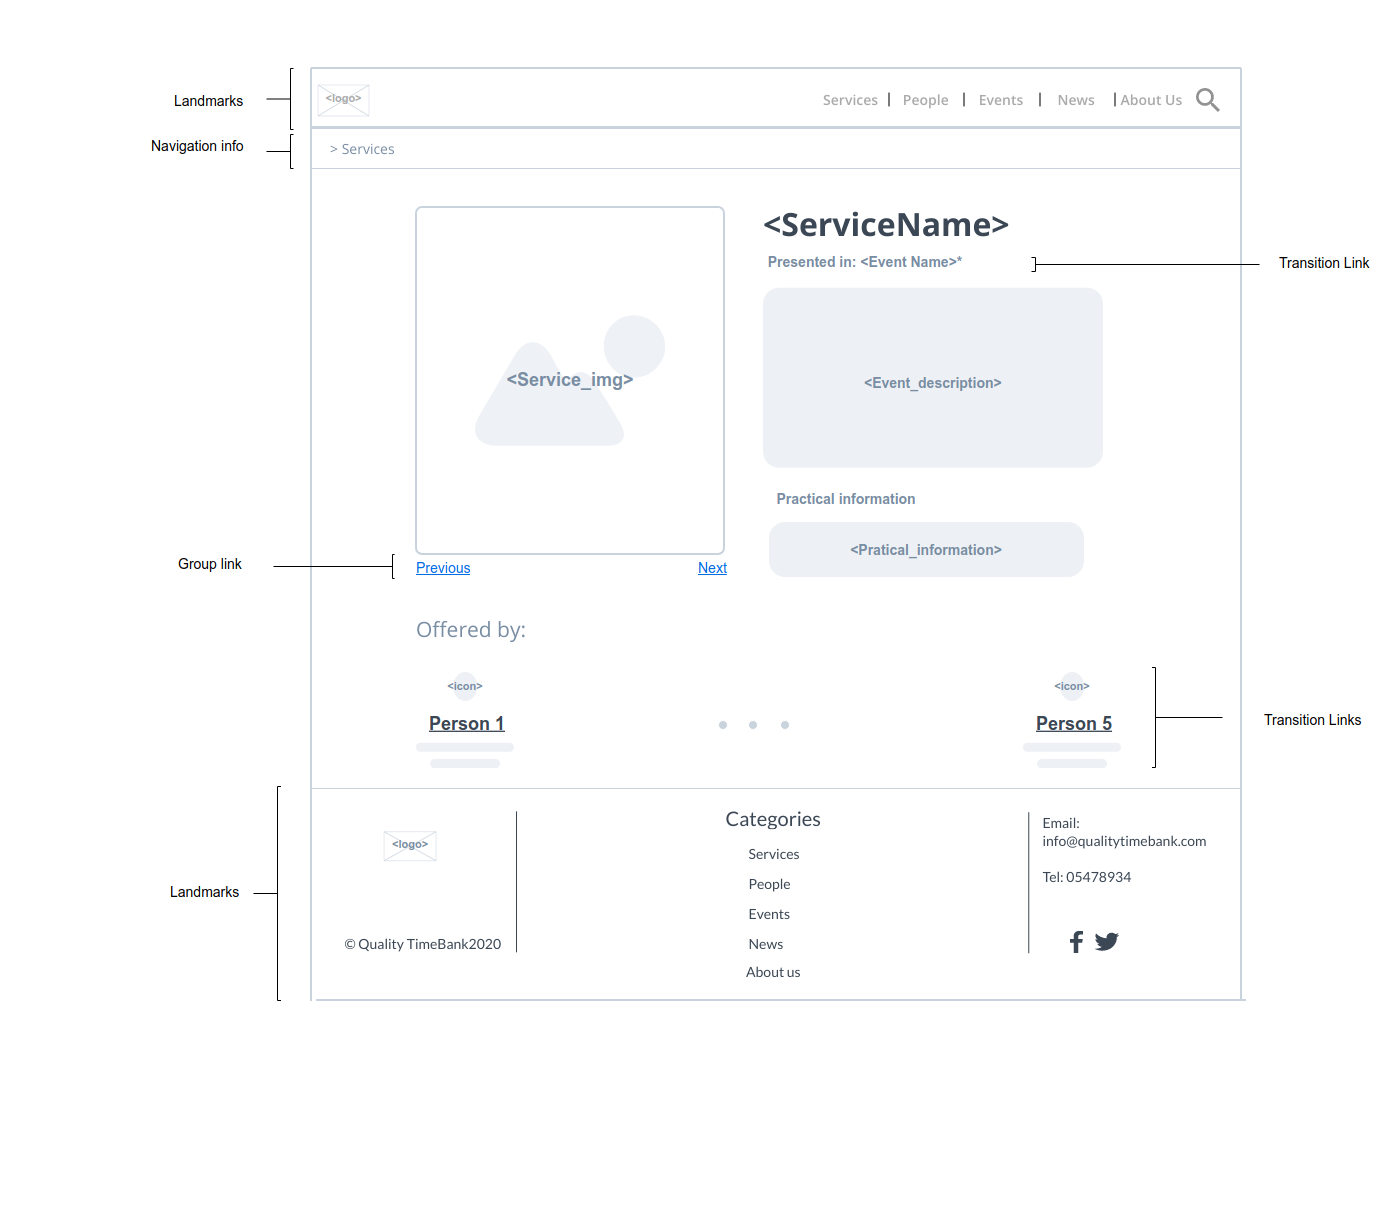 Landmarks
<logo>
Services | People | Events | News | About Us
Navigation info
> Services
<ServiceName>
Presented in: <Event Name>*
Transition Link
<Service_img>
<Event_description>
Practical information
<Pratical_information>
Group link
Previous
Next
Offered by:
<icon>
<icon>
Person 1
Person 5
Transition Links
Landmarks
<logo>
© Quality TimeBank2020
Categories
Services
People
Events
News
About us
Email:
info@qualitytimebank.com
Tel: 05478934